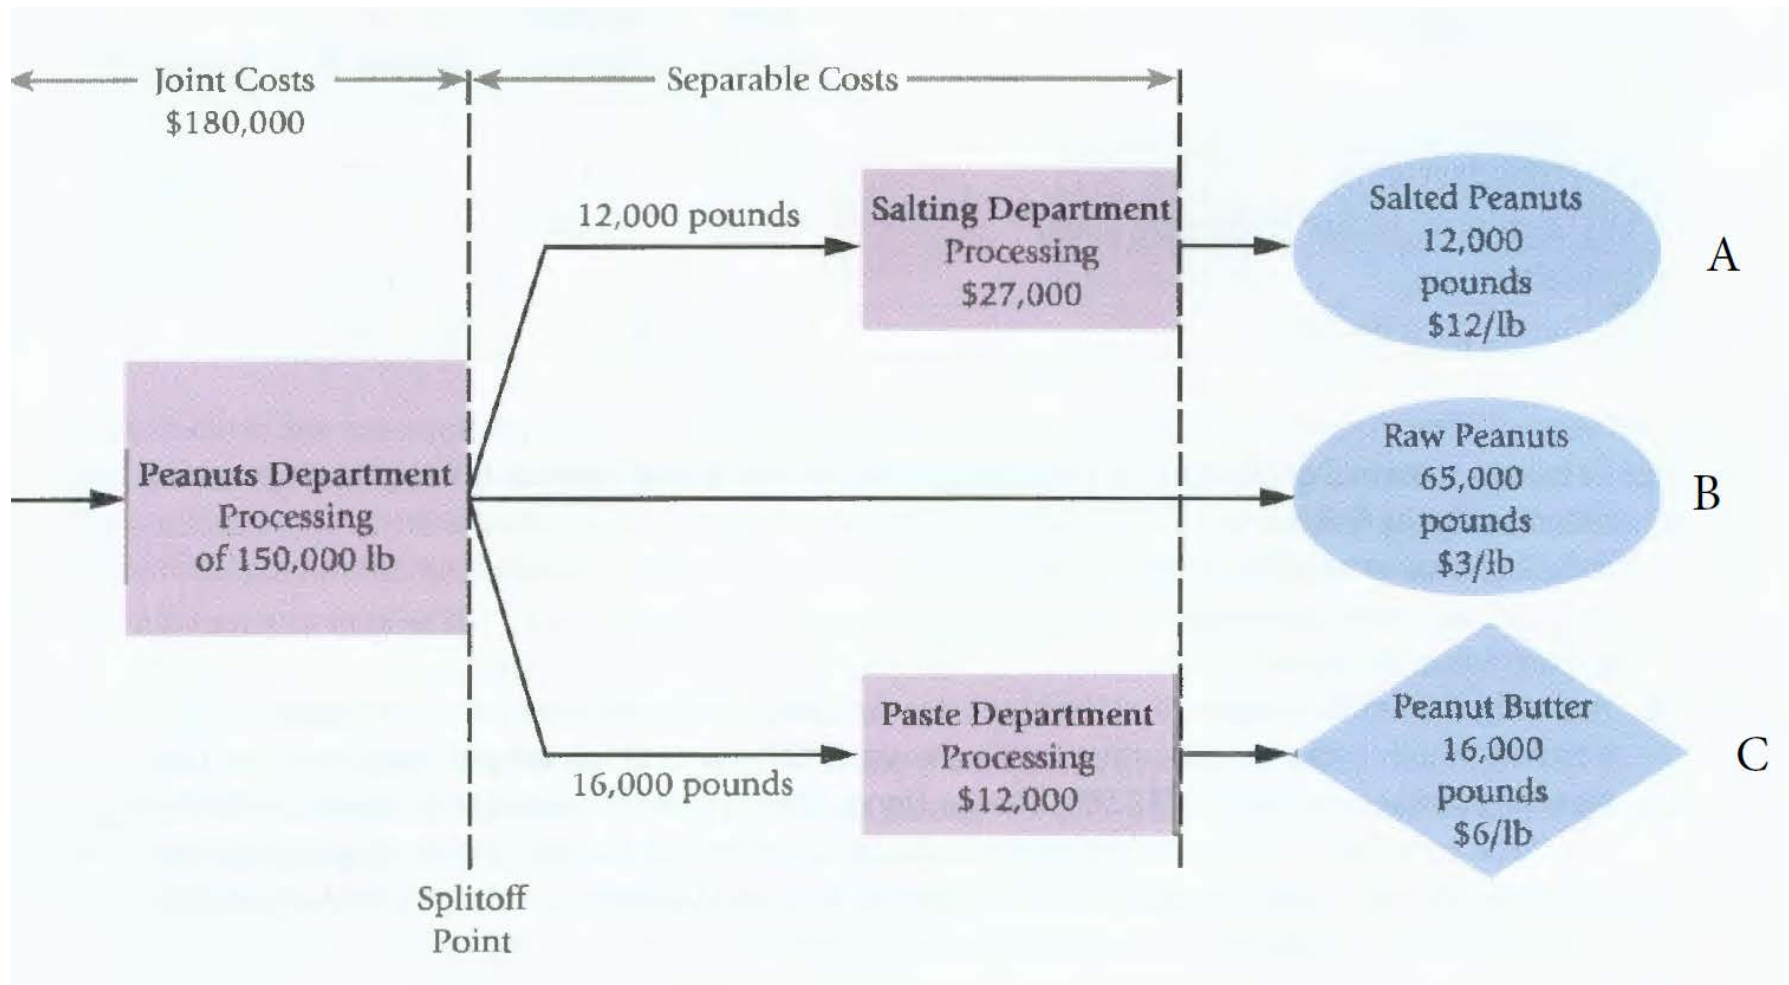 Joint Costs
$180,000
Separable Costs
12,000 pounds
Salting Department
Processing
$27,000
Salted Peanuts
12,000
pounds
$12/lb
A
Peanuts Department
Processing
of 150,000 lb
Raw Peanuts
65,000
pounds
$3/lb
B
16,000 pounds
Paste Department
Processing
$12,000
Peanut Butter
16,000
pounds
$6/lb
C
Splitoff
Point